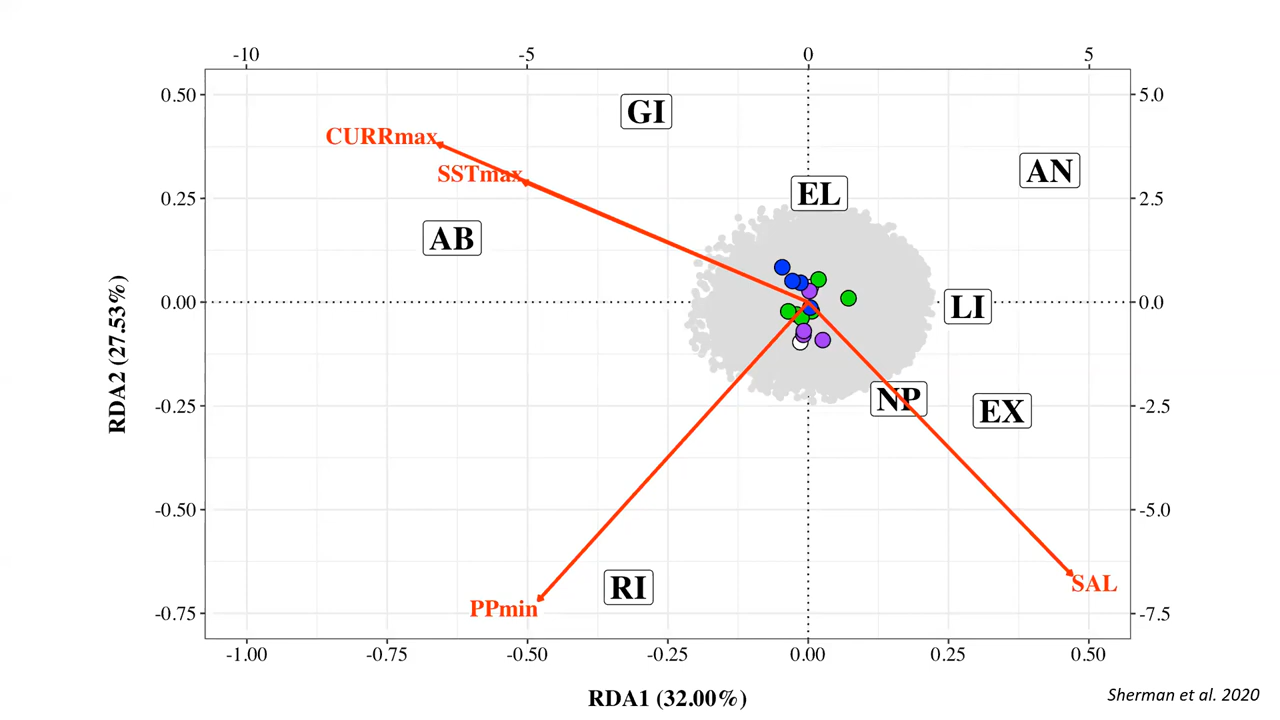 -10 -5 0 5
0.50 GI 5.0
CURRmax
SSTmax AN
0.25 EL 2.5
AB
0.00 LI 0.0
-0.25 NP EX -2.5
-0.50 -5.0
RI SAL
PPmin
-0.75 -7.5
-1.00 -0.75 -0.50 -0.25 0.00 0.25 0.50
RDA2 (27.53%)
RDA1 (32.00%)
Sherman et al. 2020